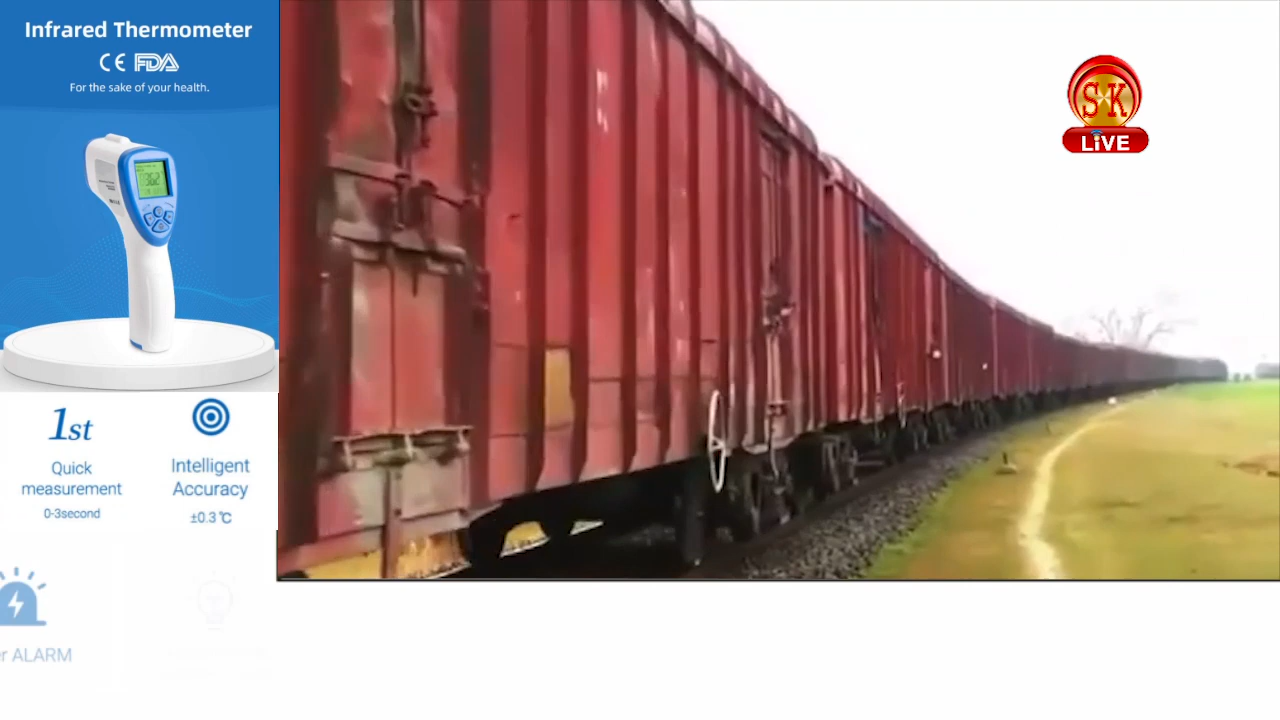 Infrared Thermometer
CE FDA
For the sake of your health.
1st
Quick
measurement
0-3second
Intelligent
Accuracy
±0.3℃
r ALARM
SK
LiVE